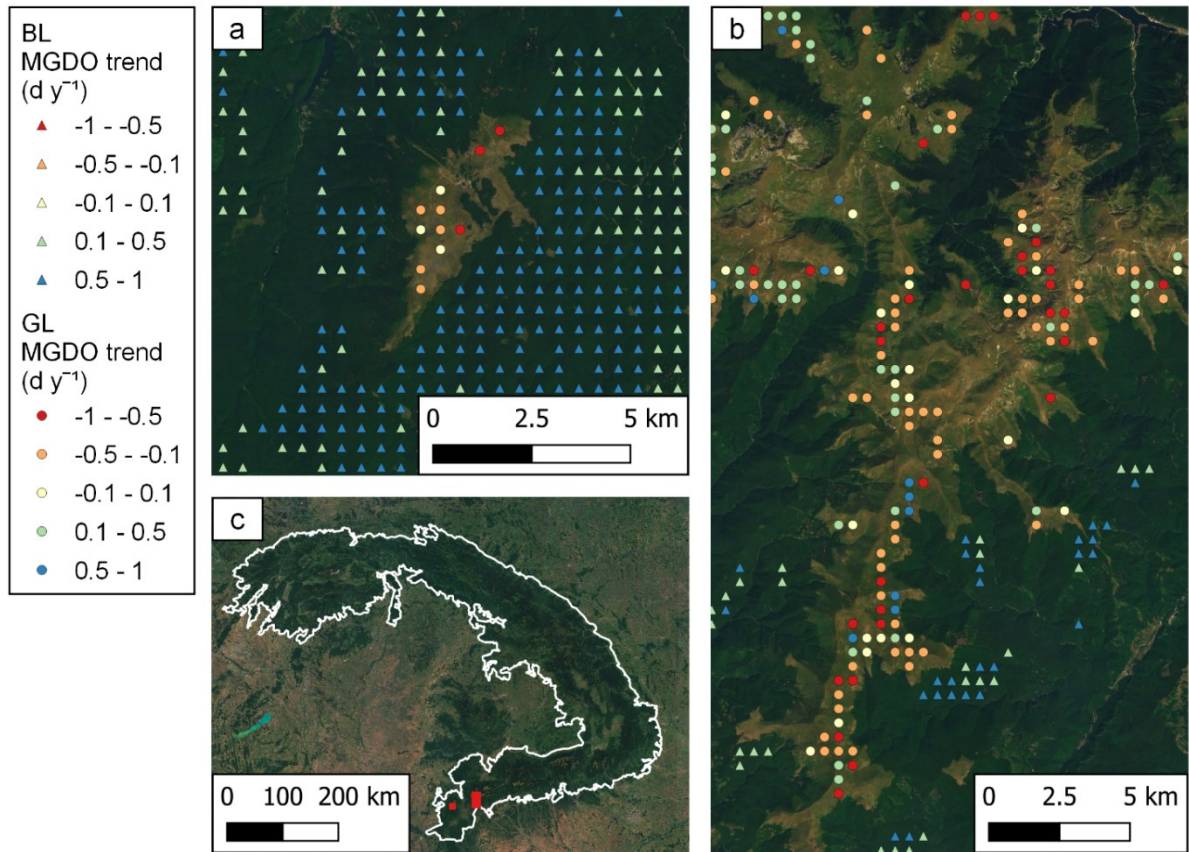 BL
MGDO trend
(d y⁻¹)
-1 - -0.5
-0.5 - -0.1
-0.1 - 0.1
0.1 - 0.5
0.5 - 1
GL
MGDO trend
(d y⁻¹)
-1 - -0.5
-0.5 - -0.1
-0.1 - 0.1
0.1 - 0.5
0.5 - 1
a
0 2.5 5 km
b
0 2.5 5 km
c
0 100 200 km